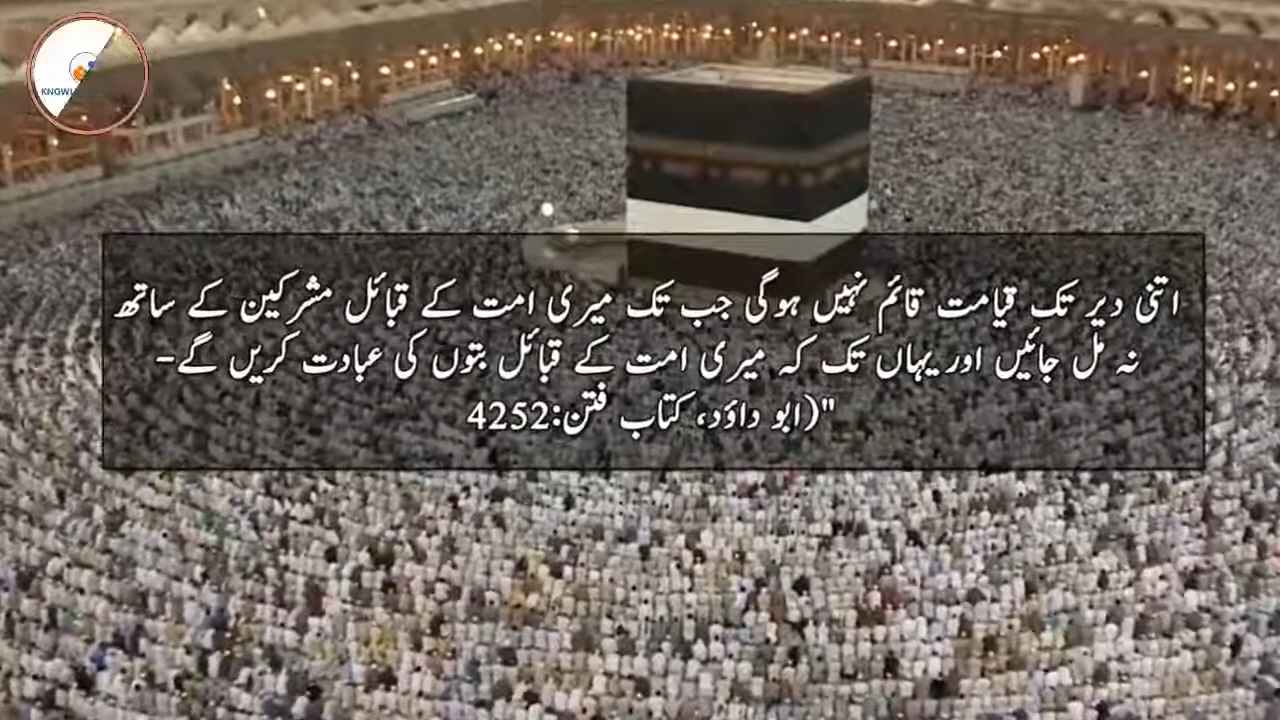 KNOWL
اتنی دیر تک قیامت قائم نہیں ہوگی جب تک میری امت کے قبائل مشرکین کے ساتھ
نہ مل جائیں اور یہاں تک کہ میری امت کے قبائل بتوں کی عبادت کریں گے-
"(ابو داؤد، کتاب فتن:4252